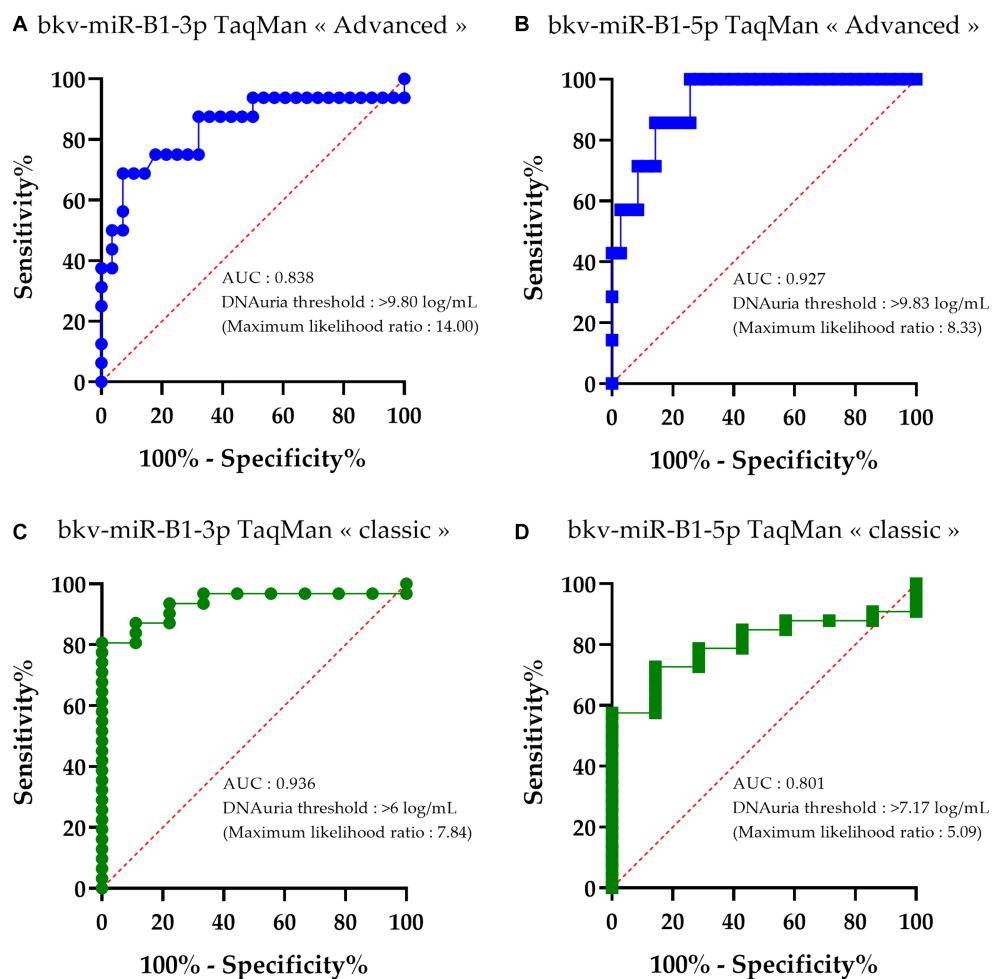 A bkv-miR-B1-3p TaqMan « Advanced »
100
80
60
40
20
0
Sensitivity%
AUC : 0.838
DNAuria threshold : >9.80 log/mL
(Maximum likelihood ratio : 14.00)
0 20 40 60 80 100
100% - Specificity%
B bkv-miR-B1-5p TaqMan « Advanced »
100
80
60
40
20
0
Sensitivity%
AUC : 0.927
DNAuria threshold : >9.83 log/mL
(Maximum likelihood ratio : 8.33)
0 20 40 60 80 100
100% - Specificity%
C bkv-miR-B1-3p TaqMan « classic »
100
80
60
40
20
0
Sensitivity%
AUC : 0.936
DNAuria threshold : >6 log/mL
(Maximum likelihood ratio : 7.84)
0 20 40 60 80 100
100% - Specificity%
D bkv-miR-B1-5p TaqMan « classic »
100
80
60
40
20
0
Sensitivity%
AUC : 0.801
DNAuria threshold : >7.17 log/mL
(Maximum likelihood ratio : 5.09)
0 20 40 60 80 100
100% - Specificity%